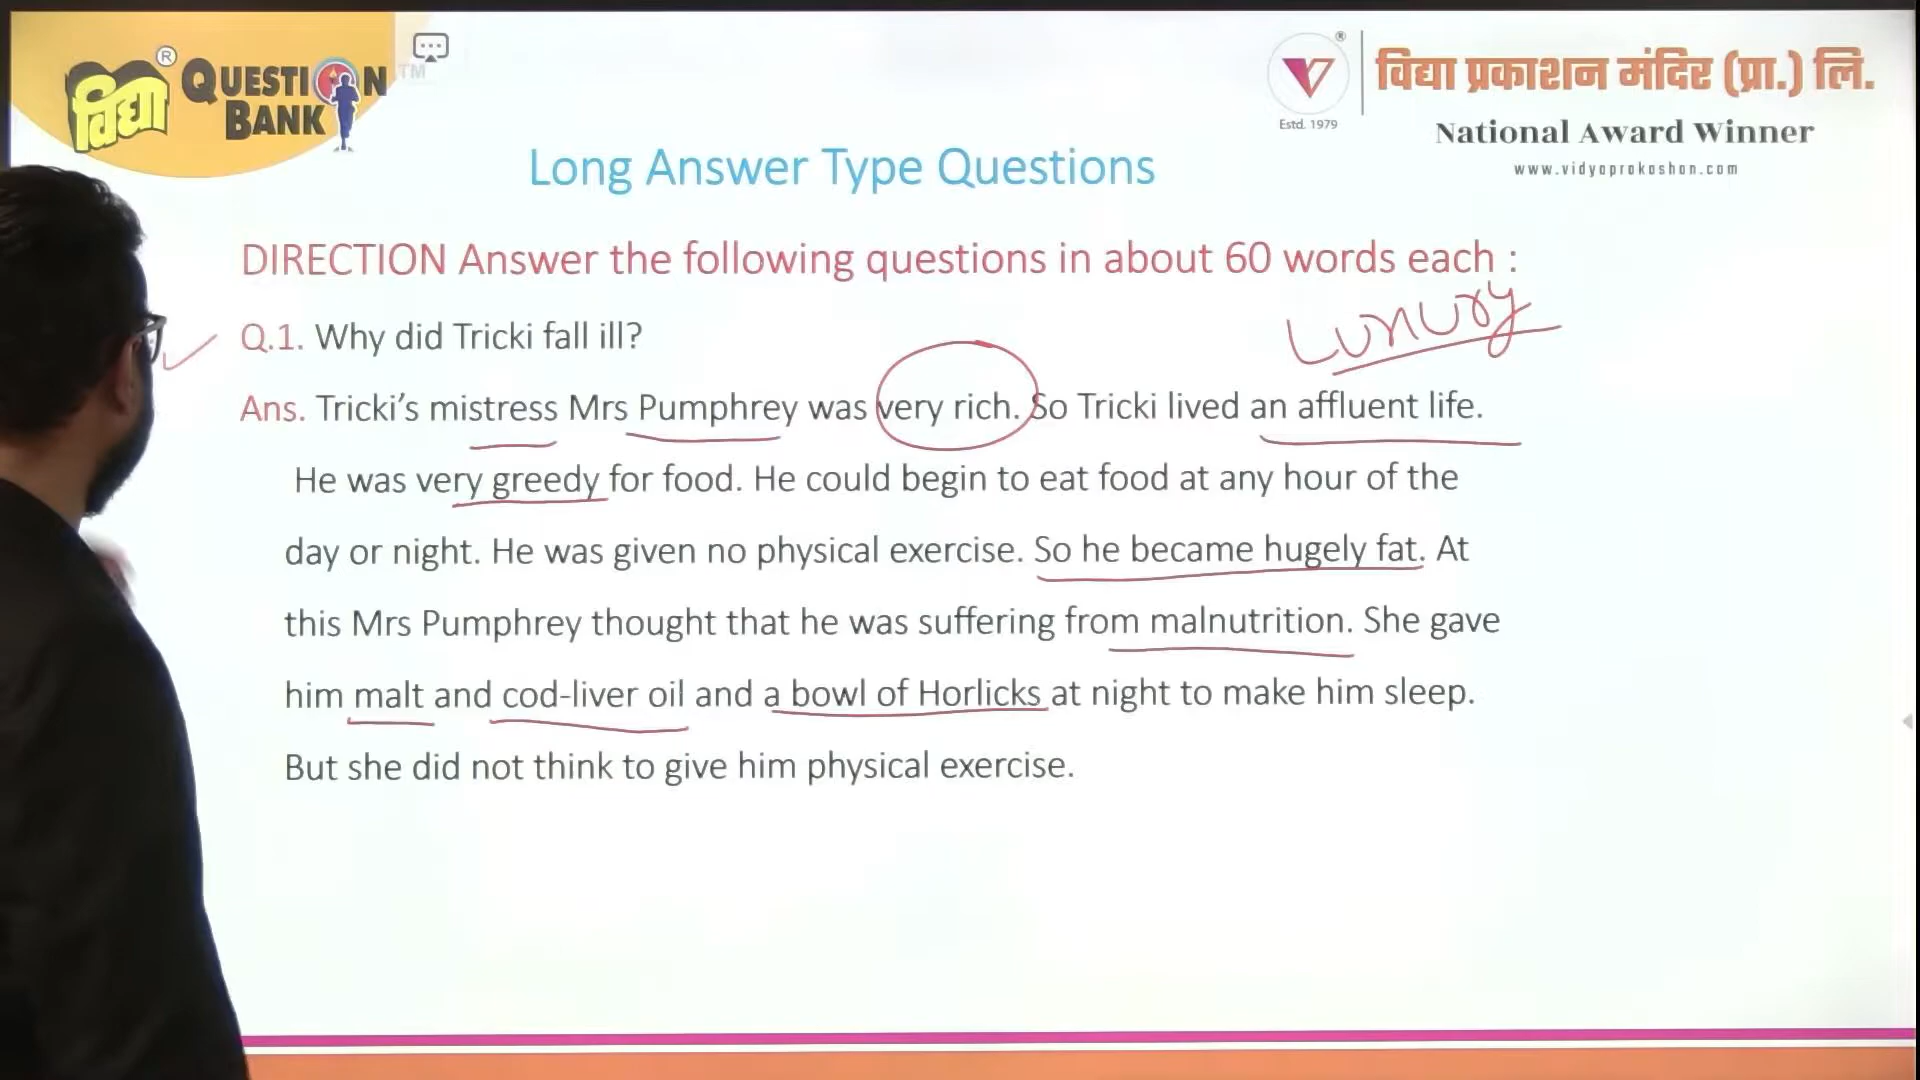 विद्या ® QUESTION BANK TM
® Estd. 1979
विद्या प्रकाशन मंदिर (प्रा.) लि.
National Award Winner
www.vidyaprakashan.com
Long Answer Type Questions
DIRECTION Answer the following questions in about 60 words each :
Luxury
Q.1. Why did Tricki fall ill?
Ans. Tricki’s mistress Mrs Pumphrey was very rich. So Tricki lived an affluent life.
He was very greedy for food. He could begin to eat food at any hour of the
day or night. He was given no physical exercise. So he became hugely fat. At
this Mrs Pumphrey thought that he was suffering from malnutrition. She gave
him malt and cod-liver oil and a bowl of Horlicks at night to make him sleep.
But she did not think to give him physical exercise.